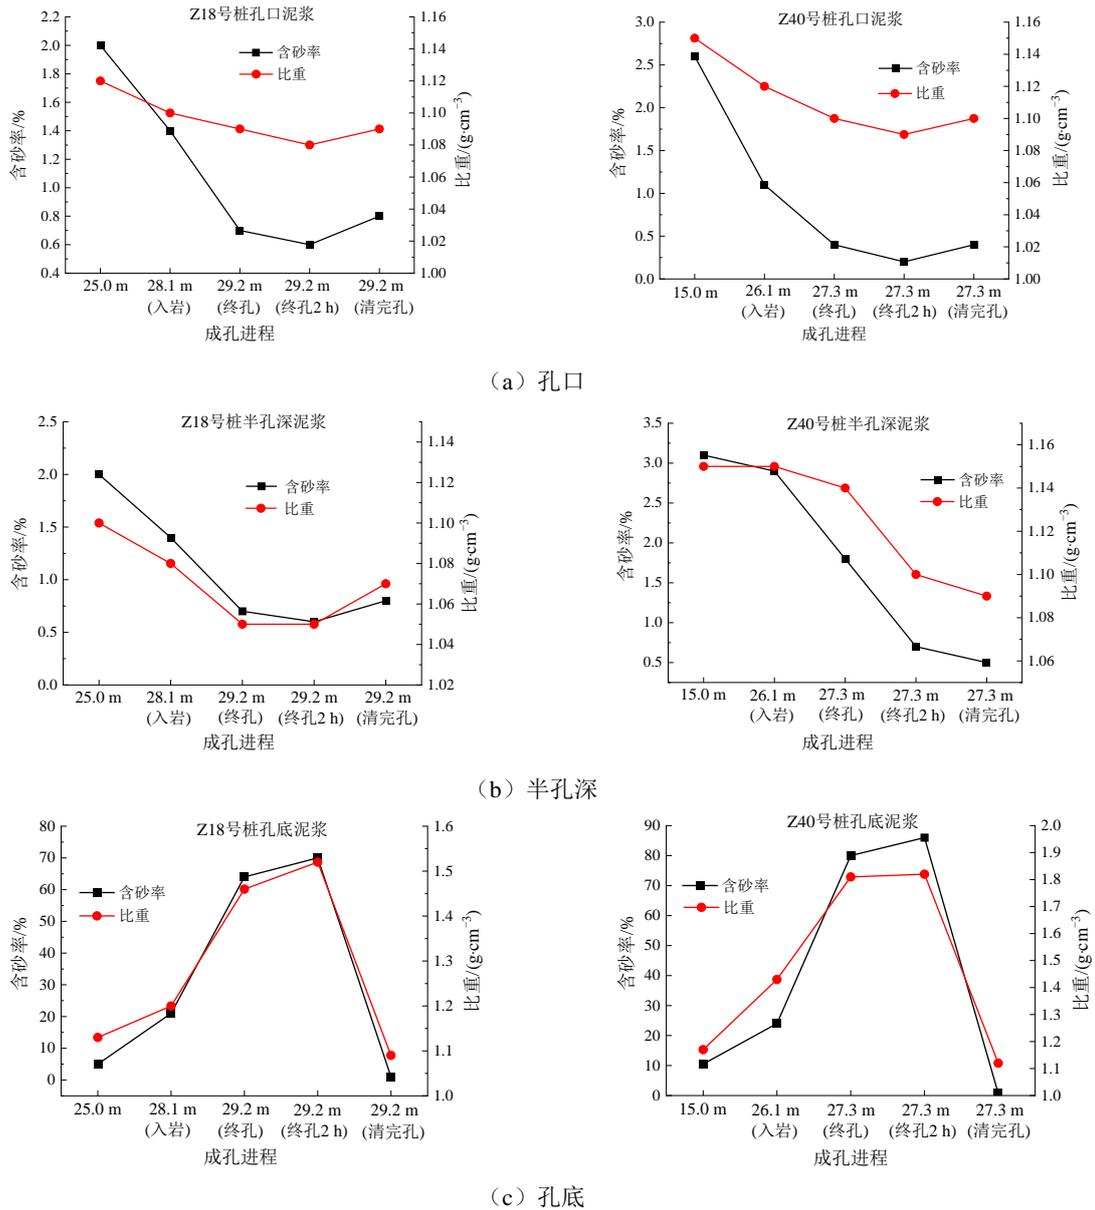 Z18号桩孔口泥浆
含砂率
比重
2.2
2.0
1.8
1.6
1.4
1.2
1.0
0.8
0.6
0.4
含砂率/%
1.16
1.14
1.12
1.10
1.08
1.06
1.04
1.02
1.00
比重/(g·cm⁻³)
25.0 m 28.1 m 29.2 m 29.2 m 29.2 m
(入岩) (终孔) (终孔2 h) (清完孔)
成孔进程
Z40号桩孔口泥浆
含砂率
比重
3.0
2.5
2.0
1.5
1.0
0.5
0.0
含砂率/%
1.16
1.14
1.12
1.10
1.08
1.06
1.04
1.02
1.00
比重/(g·cm⁻³)
15.0 m 26.1 m 27.3 m 27.3 m 27.3 m
(入岩) (终孔) (终孔2 h) (清完孔)
成孔进程
(a) 孔口
Z18号桩半孔深泥浆
含砂率
比重
2.5
2.0
1.5
1.0
0.5
0.0
含砂率/%
1.14
1.12
1.10
1.08
1.06
1.04
1.02
比重/(g·cm⁻³)
25.0 m 28.1 m 29.2 m 29.2 m 29.2 m
(入岩) (终孔) (终孔2 h) (清完孔)
成孔进程
Z40号桩半孔深泥浆
含砂率
比重
3.5
3.0
2.5
2.0
1.5
1.0
0.5
含砂率/%
1.16
1.14
1.12
1.10
1.08
1.06
比重/(g·cm⁻³)
15.0 m 26.1 m 27.3 m 27.3 m 27.3 m
(入岩) (终孔) (终孔2 h) (清完孔)
成孔进程
(b) 半孔深
Z18号桩孔底泥浆
含砂率
比重
80
70
60
50
40
30
20
10
0
含砂率/%
1.6
1.5
1.4
1.3
1.2
1.1
1.0
比重/(g·cm⁻³)
25.0 m 28.1 m 29.2 m 29.2 m 29.2 m
(入岩) (终孔) (终孔2 h) (清完孔)
成孔进程
Z40号桩孔底泥浆
含砂率
比重
90
80
70
60
50
40
30
20
10
0
含砂率/%
2.0
1.9
1.8
1.7
1.6
1.5
1.4
1.3
1.2
1.1
1.0
比重/(g·cm⁻³)
15.0 m 26.1 m 27.3 m 27.3 m 27.3 m
(入岩) (终孔) (终孔2 h) (清完孔)
成孔进程
(c) 孔底